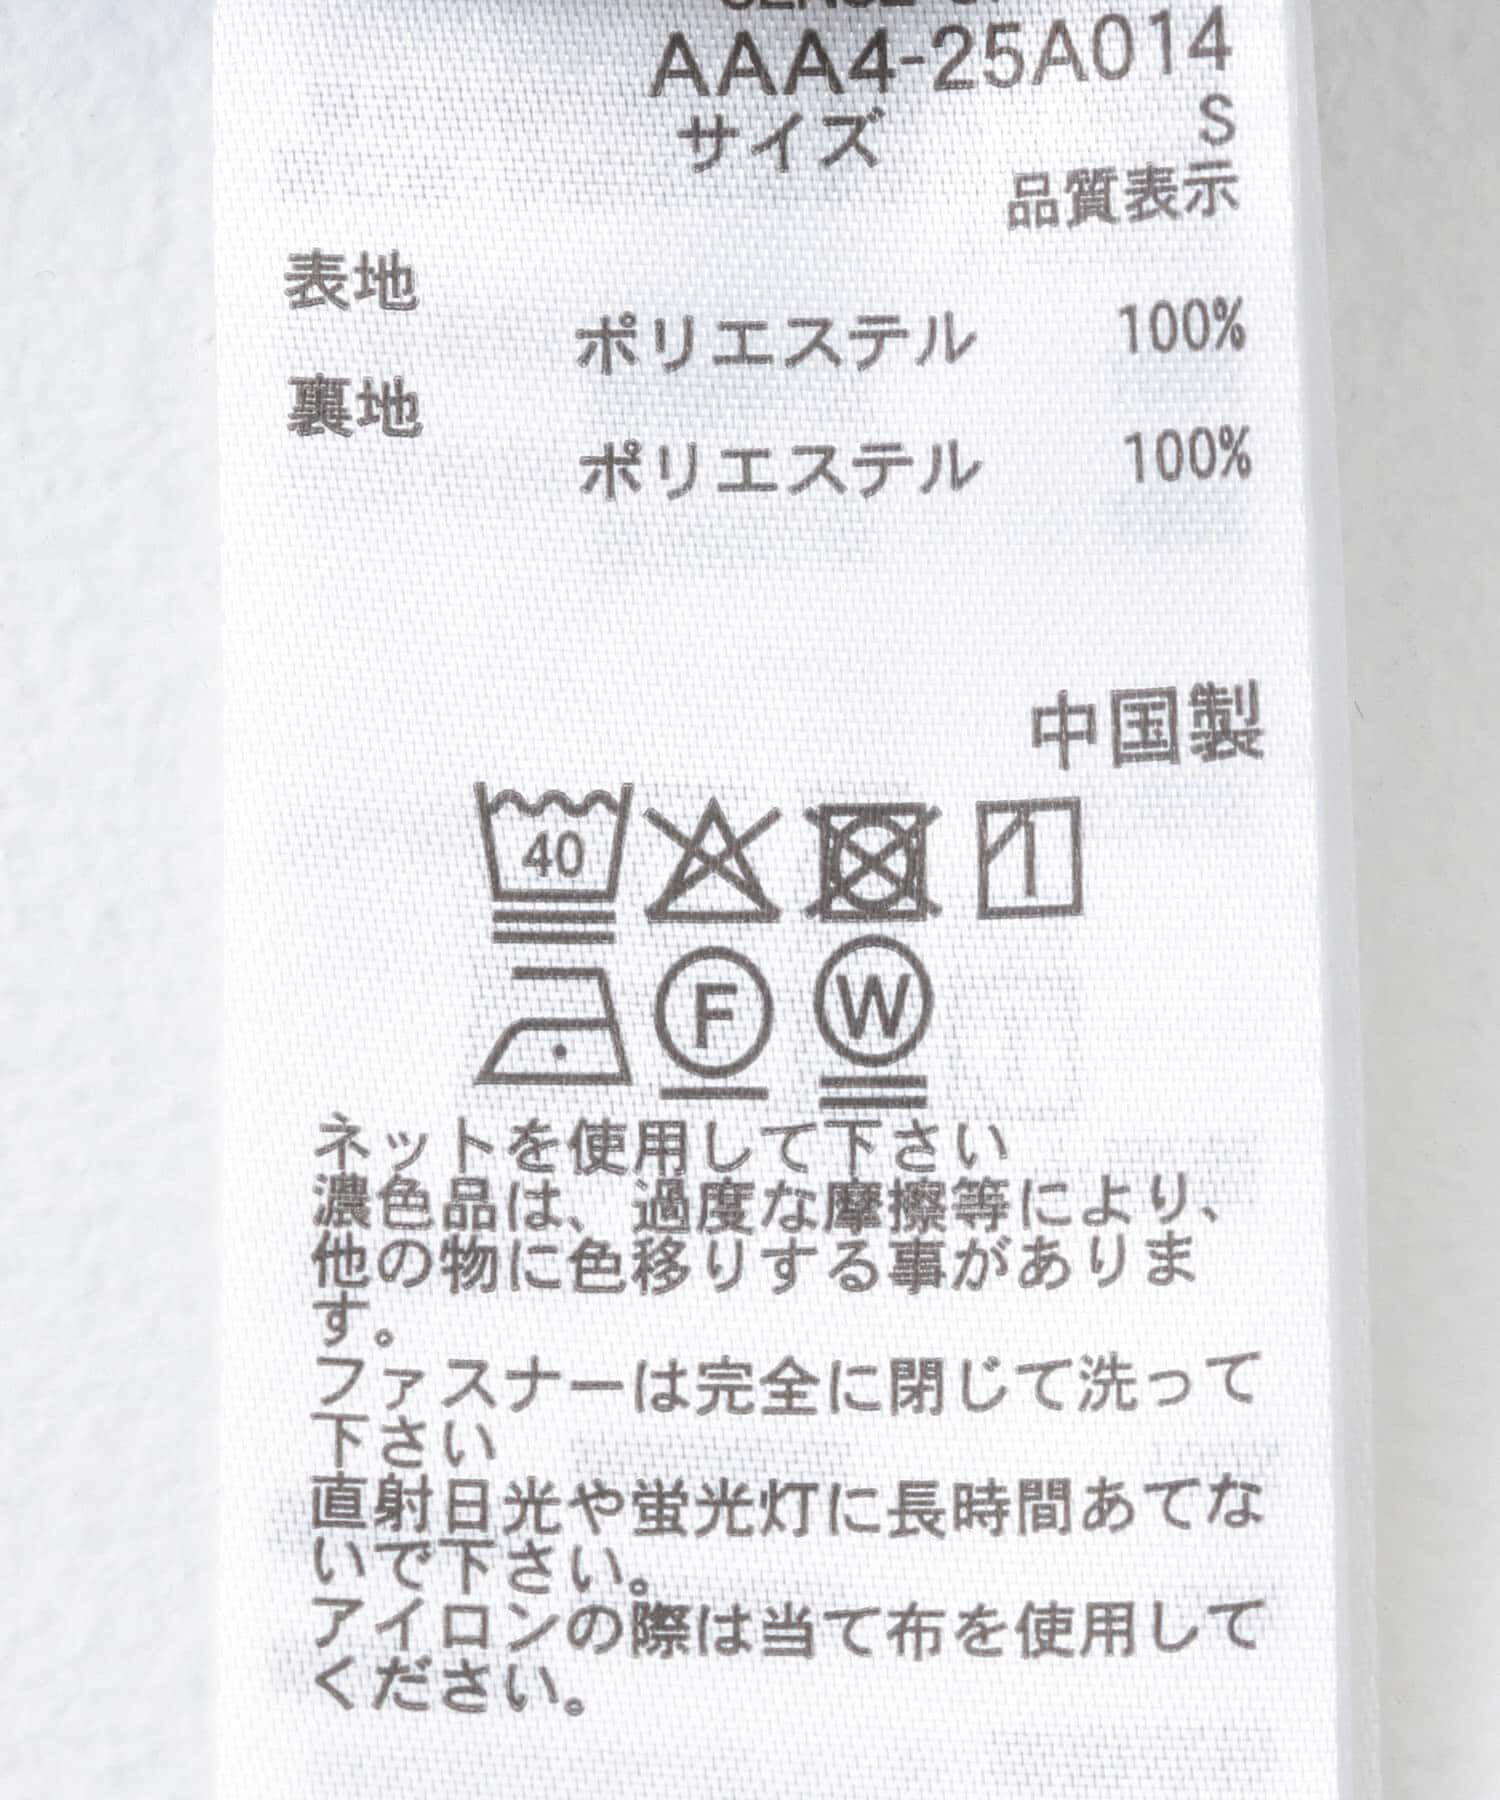 AAA4-25A014
サイズ S
品質表示
表地
ポリエステル 100%
裏地
ポリエステル 100%
中国製
40
F W
ネットを使用して下さい
濃色品は、過度な摩擦等により、
他の物に色移りする事がありま
す。
ファスナーは完全に閉じて洗って
下さい
直射日光や蛍光灯に長時間あてな
いで下さい。
アイロンの際は当て布を使用して
ください。